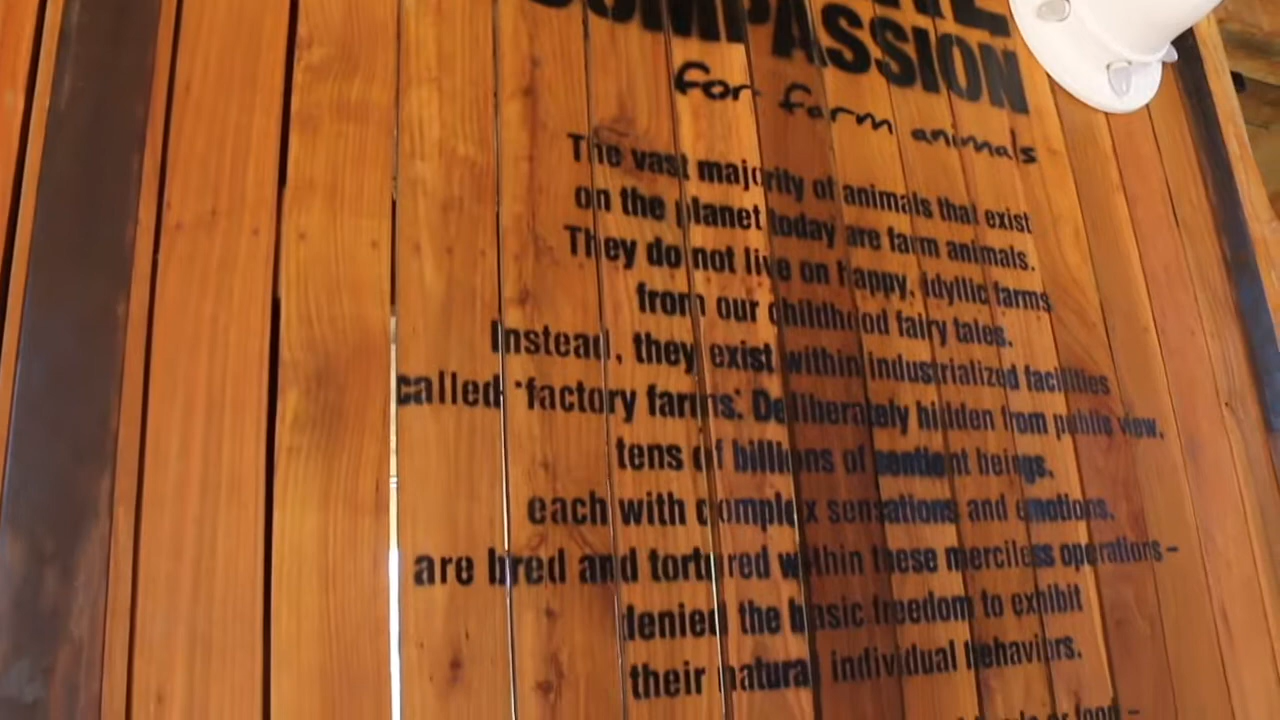 COMPASSION
for farm animals
The vast majority of animals that exist
on the planet today are farm animals.
They do not live on happy, idyllic farms
from our childhood fairy tales.
Instead, they exist within industrialized facilities
called 'factory farms'. Deliberately hidden from public view,
tens of billions of sentient beings,
each with complex sensations and emotions,
are bred and tortured within these merciless operations–
denied the basic freedom to exhibit
their natural individual behaviors.
or food –